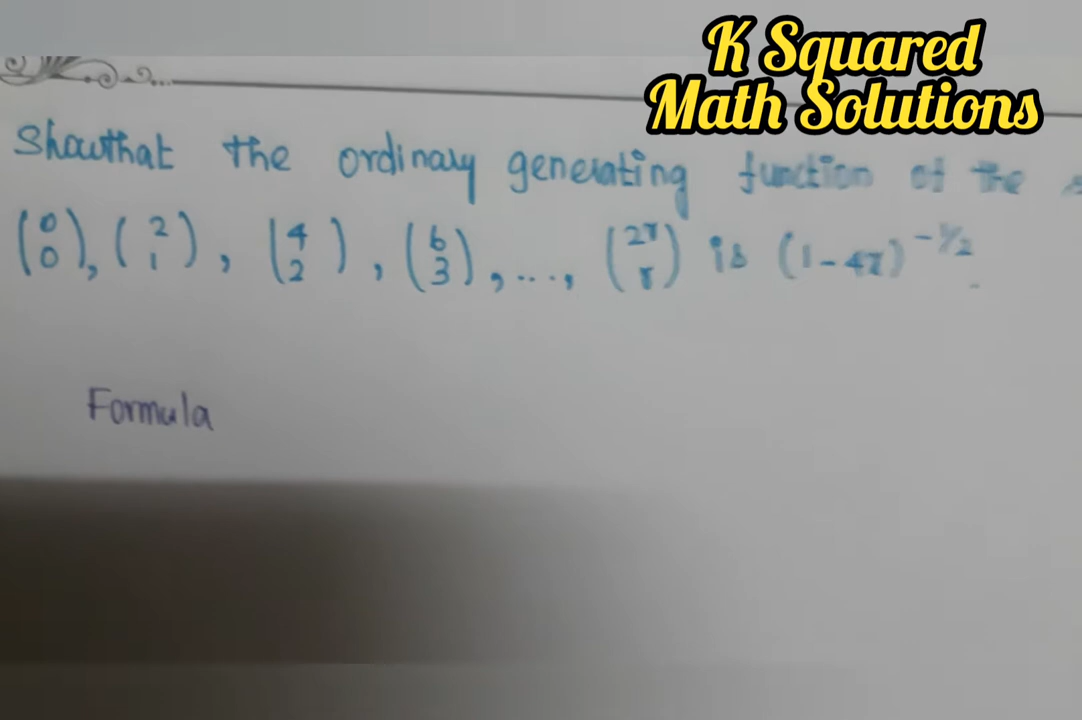 K Squared
Math Solutions
Showthat the ordinary generating function of the
(0 0), (2 1), (4 2), (6 3), ..., (2r r) is (1-4x)^-1/2
Formula